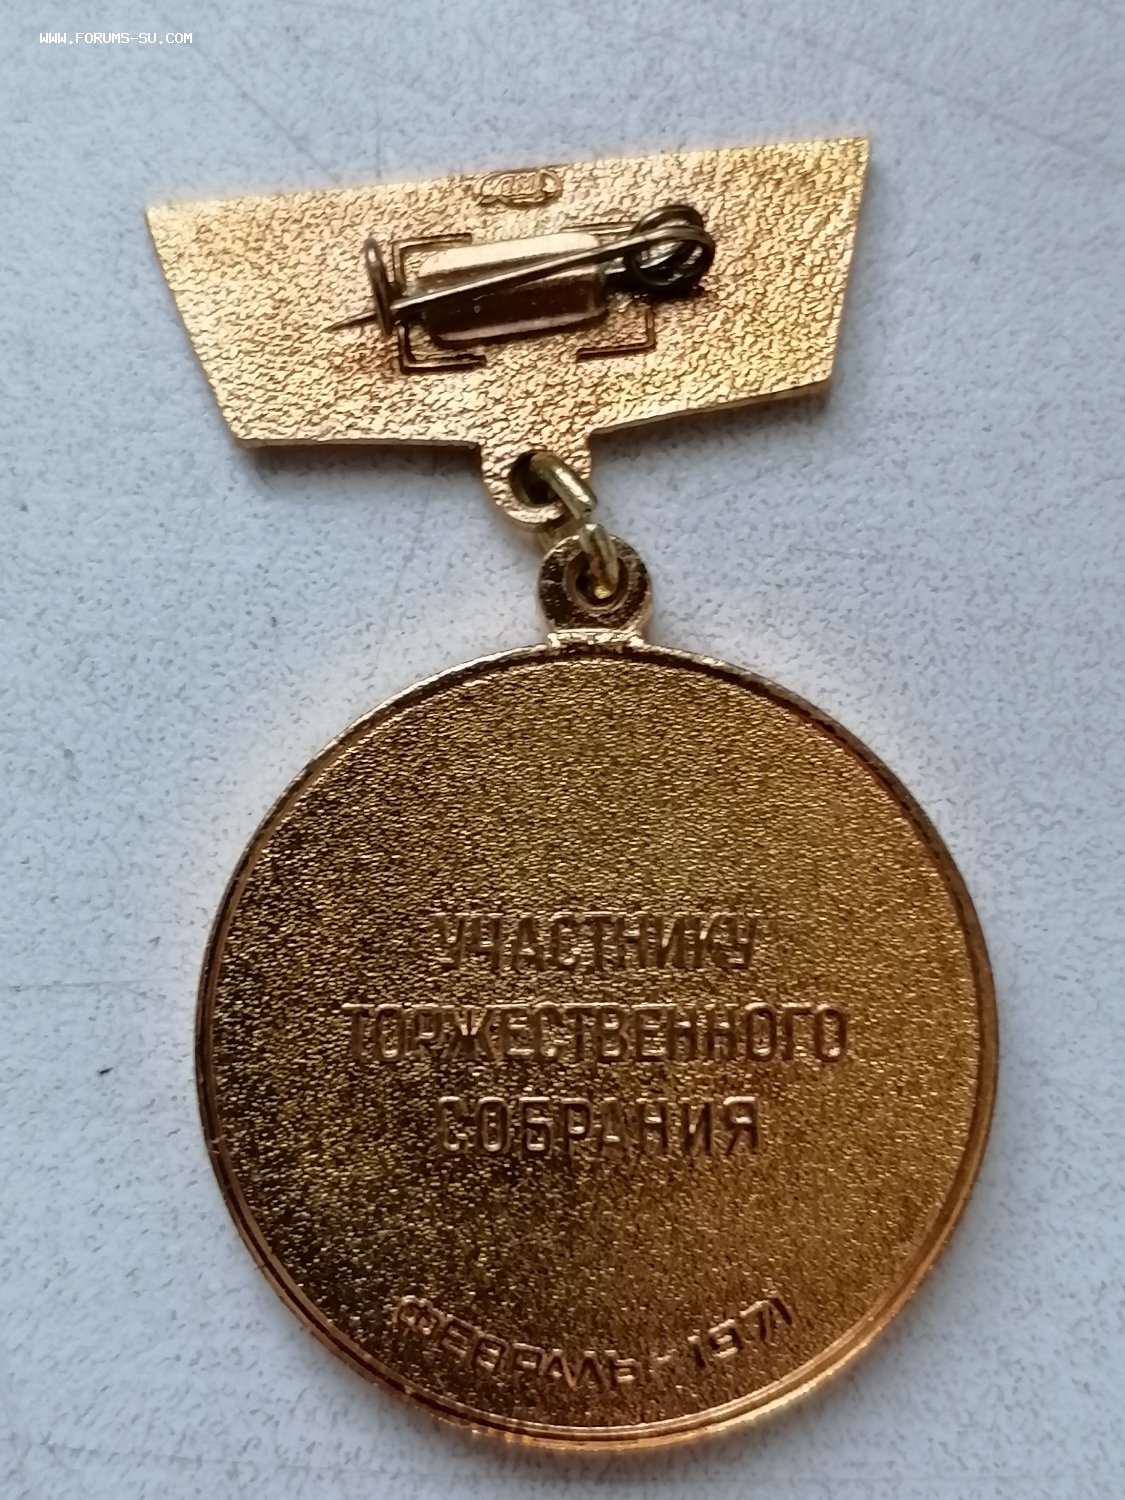 WWW.FORUMS-SU.COM
УЧАСТНИКУ
ТОРЖЕСТВЕННОГО
СОБРАНИЯ
ФЕВРАЛЬ-1971